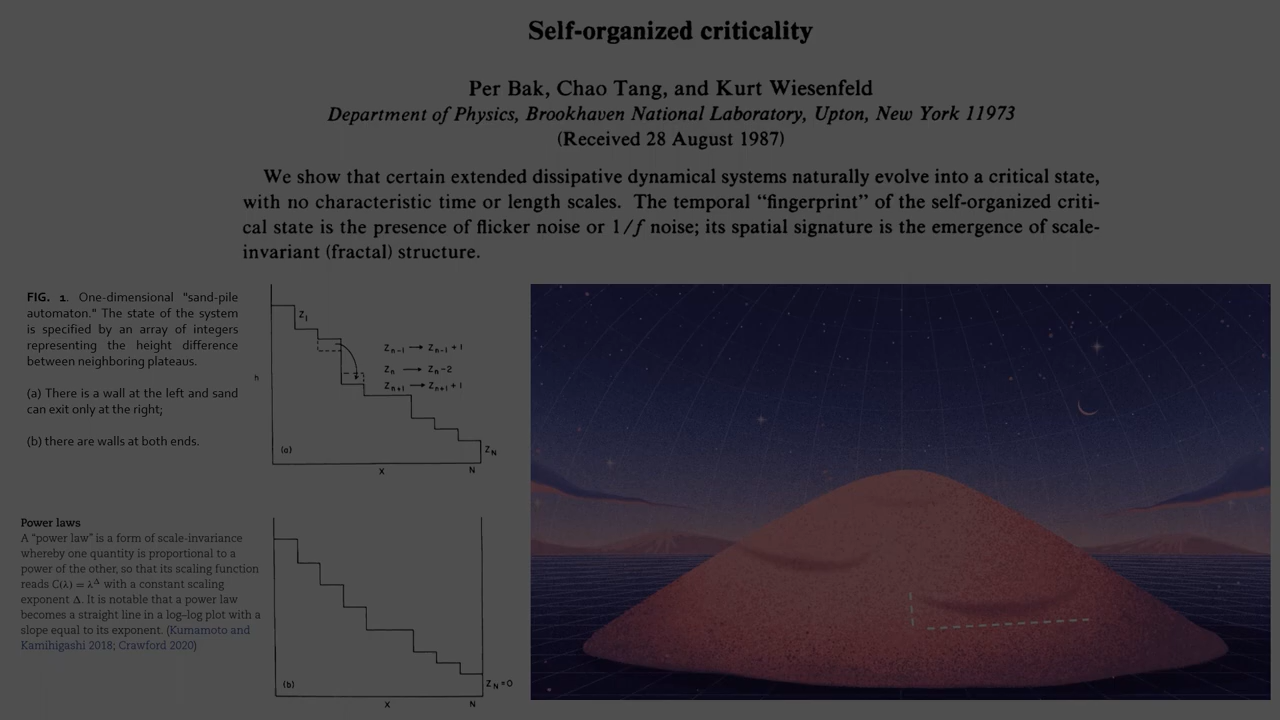 Self-organized criticality
Per Bak, Chao Tang, and Kurt Wiesenfeld
Department of Physics, Brookhaven National Laboratory, Upton, New York 11973
(Received 28 August 1987)
We show that certain extended dissipative dynamical systems naturally evolve into a critical state,
with no characteristic time or length scales. The temporal “fingerprint” of the self-organized criti-
cal state is the presence of flicker noise or 1/f noise; its spatial signature is the emergence of scale-
invariant (fractal) structure.
FIG. 1. One-dimensional "sand-pile
automaton." The state of the system
is specified by an array of integers
representing the height difference
between neighboring plateaus.
(a) There is a wall at the left and sand
can exit only at the right;
(b) there are walls at both ends.
Z₁
Zₙ₋₁ → Zₙ₋₁ + 1
Zₙ → Zₙ - 2
Zₙ₊₁ → Zₙ₊₁ + 1
h
(a)
Z_N
X
N
Power laws
A “power law” is a form of scale-invariance
whereby one quantity is proportional to a
power of the other, so that its scaling function
reads C(λ) = λ^Δ with a constant scaling
exponent Δ. It is notable that a power law
becomes a straight line in a log–log plot with a
slope equal to its exponent. (Kumamoto and
Kamihigashi 2018; Crawford 2020)
(b)
Z_N = 0
X
N